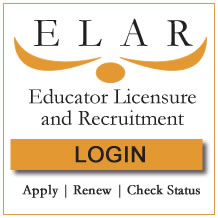 E L A R
Educator Licensure
and Recruitment
LOGIN
Apply | Renew | Check Status